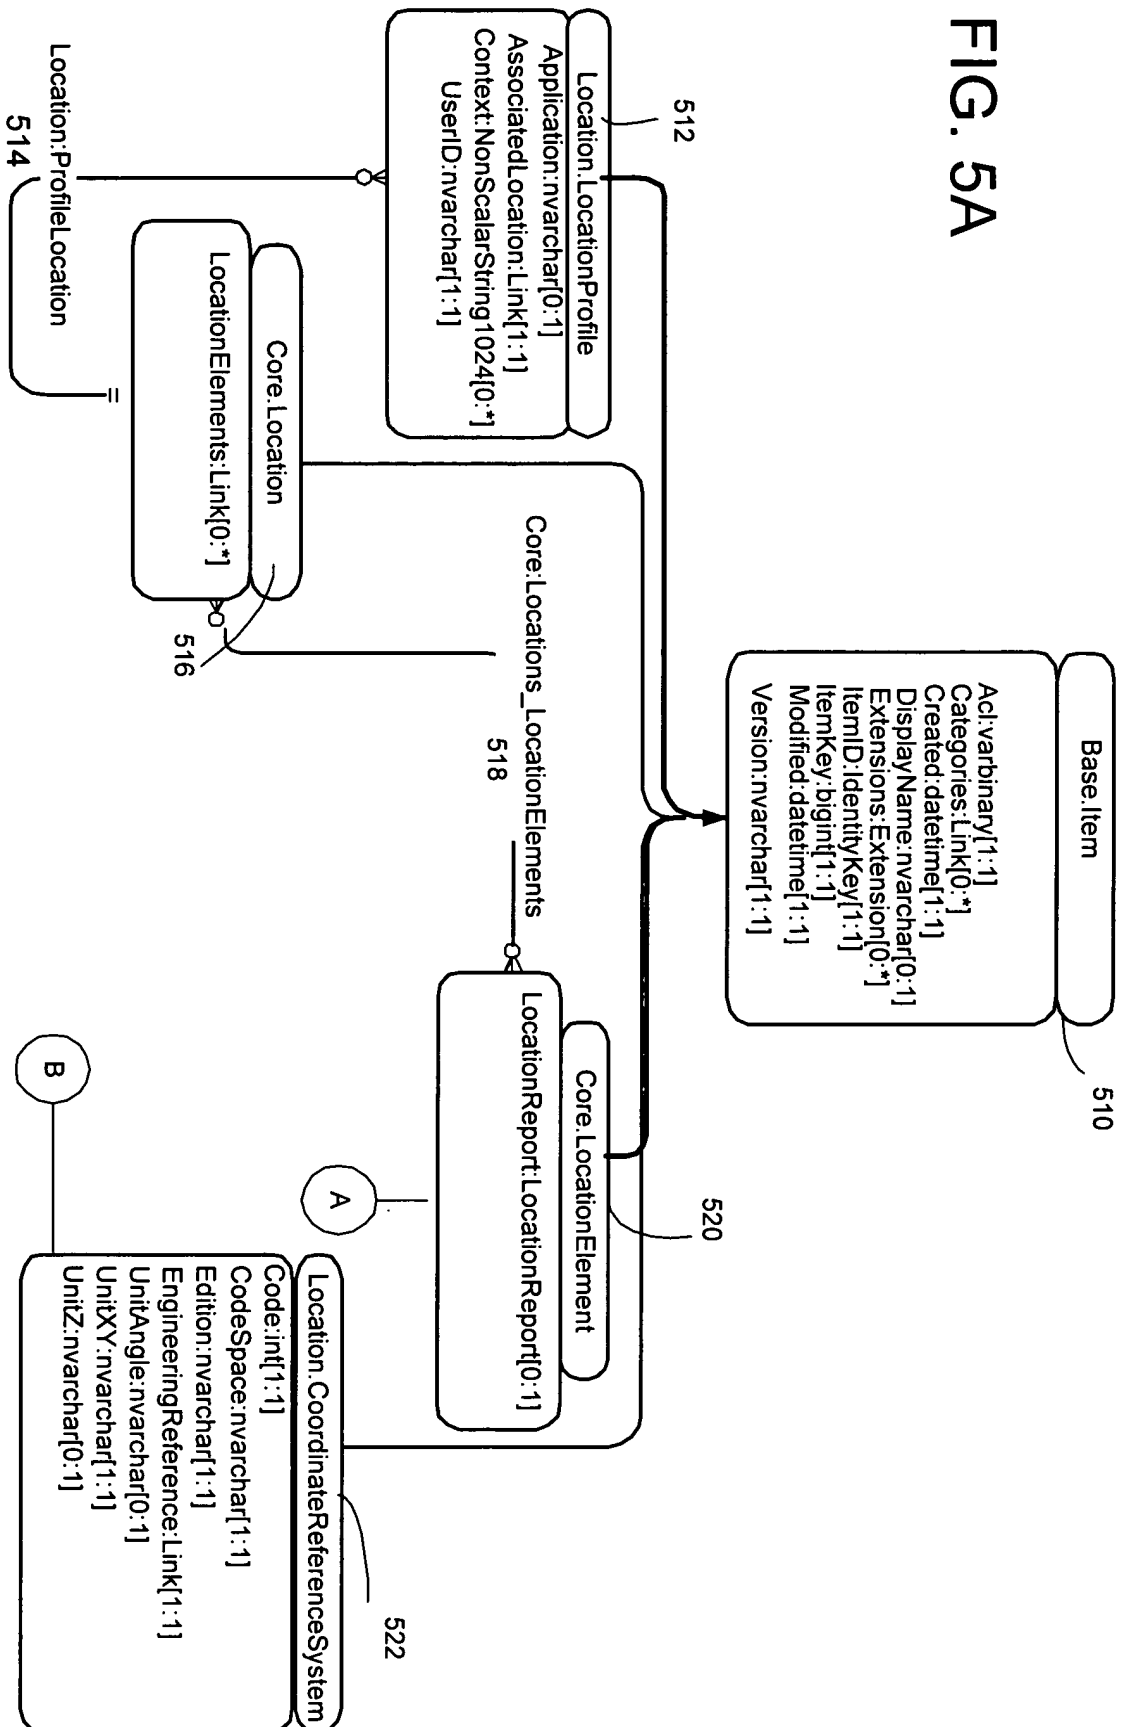 FIG. 5A
Base.Item
Acl:varbinary[1:1]
Categories:Link[0:*]
Created:datetime[1:1]
DisplayName:nvarchar[0:1]
Extensions:Extension[0:*]
ItemID:IdentityKey[1:1]
ItemKey:bigint[1:1]
Modified:datetime[1:1]
Version:nvarchar[1:1]
510
512
Location.LocationProfile
Application:nvarchar[0:1]
AssociatedLocation:Link[1:1]
Context:NonScalarString1024[0:*]
UserID:nvarchar[1:1]
Location:ProfileLocation
514
=
Core.Location
LocationElements:Link[0:*]
516
Core:Locations_LocationElements
518
520
Core.LocationElement
LocationReport:LocationReport[0:1]
A
B
Location.CoordinateReferenceSystem
Code:int[1:1]
CodeSpace:nvarchar[1:1]
Edition:nvarchar[1:1]
EngineeringReference:Link[1:1]
UnitAngle:nvarchar[0:1]
UnitXY:nvarchar[1:1]
UnitZ:nvarchar[0:1]
522